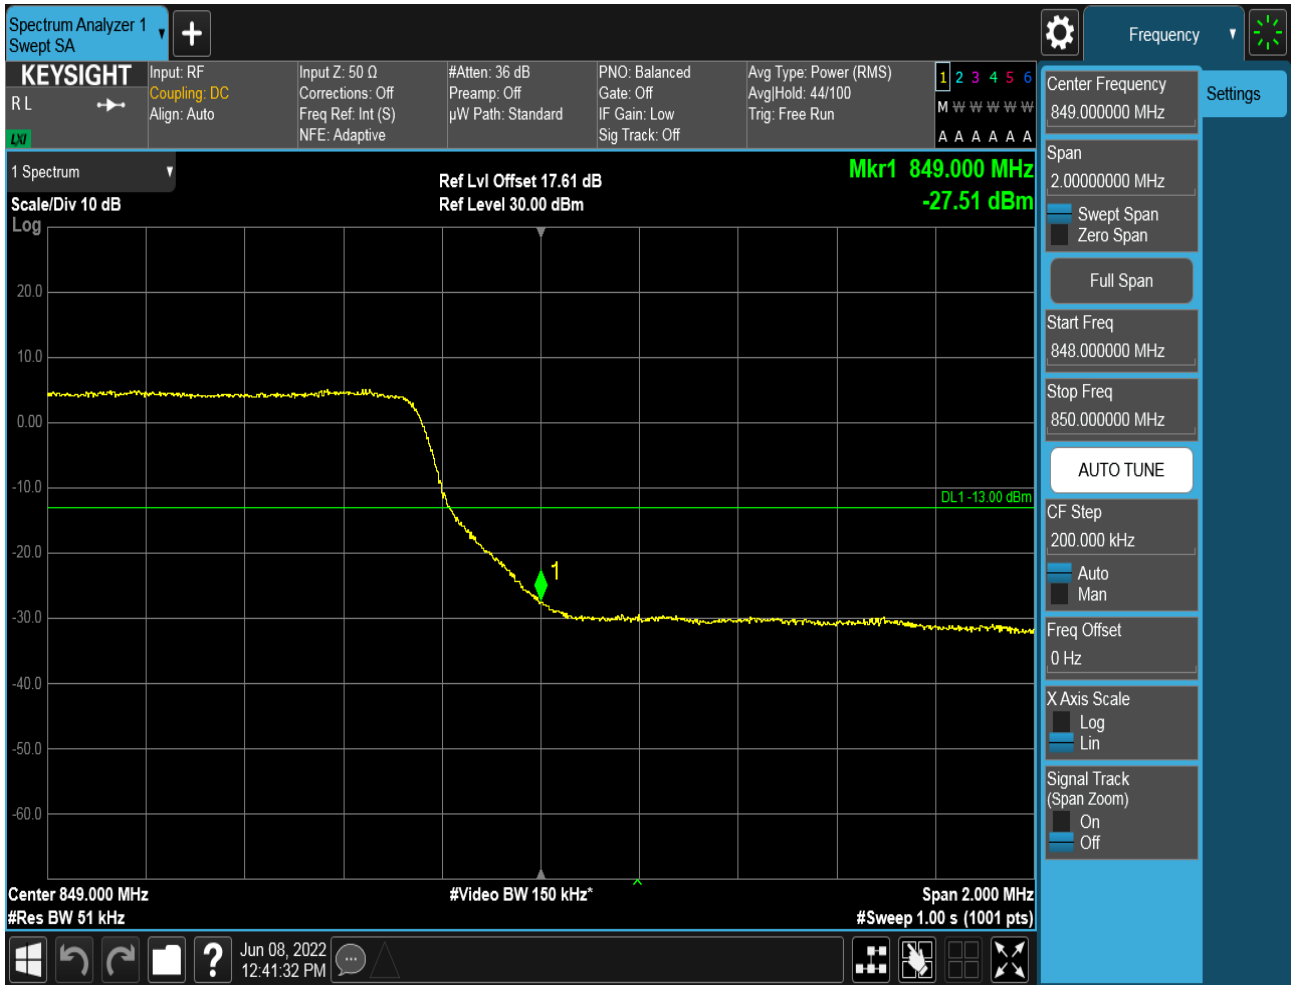 Spectrum Analyzer 1
Swept SA
Frequency
KEYSIGHT
R L
LXI
Input: RF
Coupling: DC
Align: Auto
Input Z: 50 Ω
Corrections: Off
Freq Ref: Int (S)
NFE: Adaptive
#Atten: 36 dB
Preamp: Off
µW Path: Standard
PNO: Balanced
Gate: Off
IF Gain: Low
Sig Track: Off
Avg Type: Power (RMS)
Avg|Hold: 44/100
Trig: Free Run
1 2 3 4 5 6
M W W W W W
A A A A A A
1 Spectrum
Scale/Div 10 dB
Log
Ref Lvl Offset 17.61 dB
Ref Level 30.00 dBm
Mkr1 849.000 MHz
-27.51 dBm
20.0
10.0
0.00
-10.0
-20.0
-30.0
-40.0
-50.0
-60.0
DL1 -13.00 dBm
1
Center 849.000 MHz
#Res BW 51 kHz
#Video BW 150 kHz*
Span 2.000 MHz
#Sweep 1.00 s (1001 pts)
?
Jun 08, 2022
12:41:32 PM
Center Frequency
849.000000 MHz
Settings
Span
2.00000000 MHz
Swept Span
Zero Span
Full Span
Start Freq
848.000000 MHz
Stop Freq
850.000000 MHz
AUTO TUNE
CF Step
200.000 kHz
Auto
Man
Freq Offset
0 Hz
X Axis Scale
Log
Lin
Signal Track
(Span Zoom)
On
Off